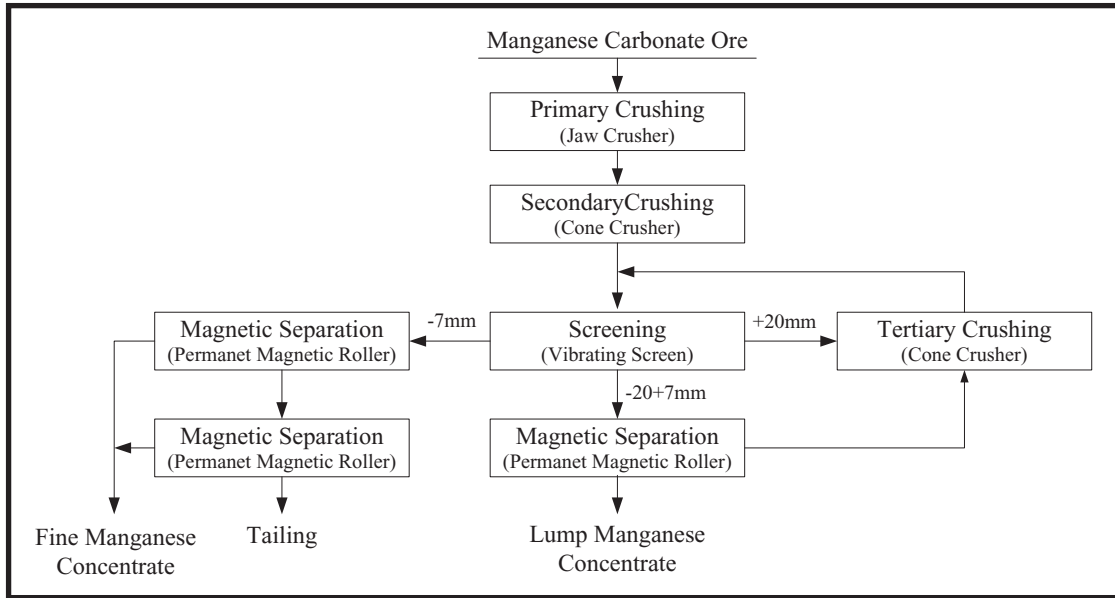 Manganese Carbonate Ore
Primary Crushing
(Jaw Crusher)
SecondaryCrushing
(Cone Crusher)
-7mm
+20mm
Magnetic Separation
(Permanet Magnetic Roller)
Screening
(Vibrating Screen)
Tertiary Crushing
(Cone Crusher)
-20+7mm
Magnetic Separation
(Permanet Magnetic Roller)
Magnetic Separation
(Permanet Magnetic Roller)
Fine Manganese
Concentrate
Tailing
Lump Manganese
Concentrate